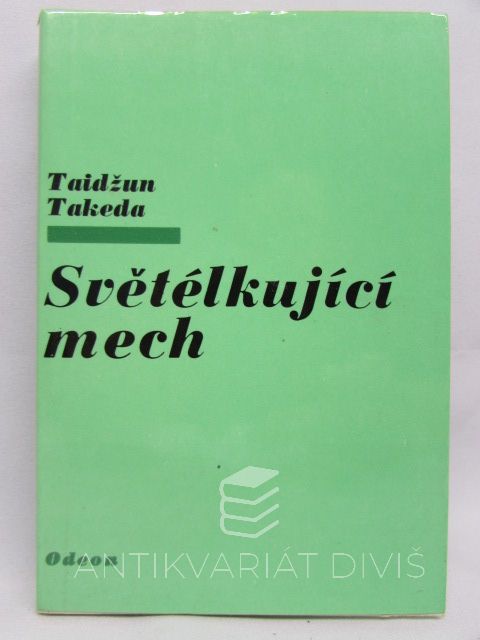 Taidžun
Takeda
Světélkující
mech
Odeon
ANTIKVARIÁT DIVIŠ